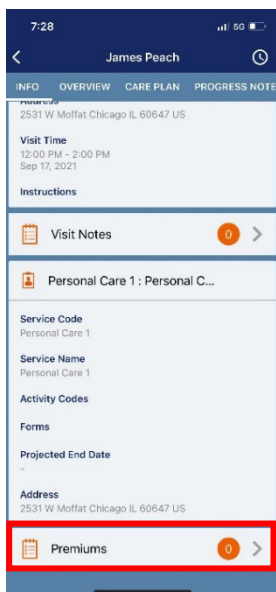 7:28
5G
James Peach
INFO OVERVIEW CARE PLAN PROGRESS NOTE
Address
2531 W Moffat Chicago IL 60647 US
Visit Time
12:00 PM - 2:00 PM
Sep 17, 2021
Instructions
Visit Notes 0
Personal Care 1 : Personal C...
Service Code
Personal Care 1
Service Name
Personal Care 1
Activity Codes
Forms
Projected End Date
-
Address
2531 W Moffat Chicago IL 60647 US
Premiums 0